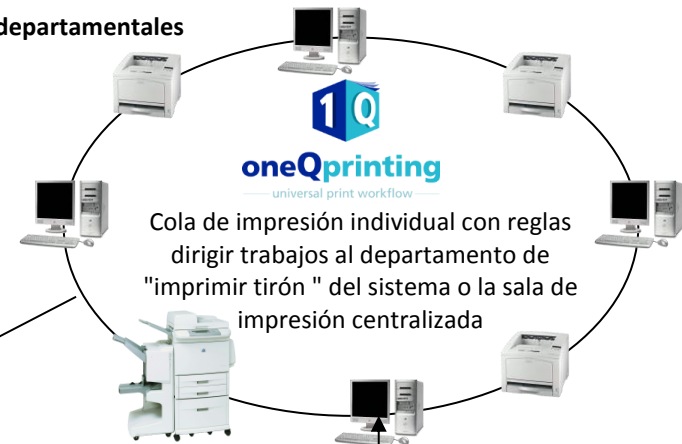 departamentales
1Q
oneQprinting
universal print workflow
Cola de impresión individual con reglas
dirigir trabajos al departamento de
"imprimir tirón " del sistema o la sala de
impresión centralizada